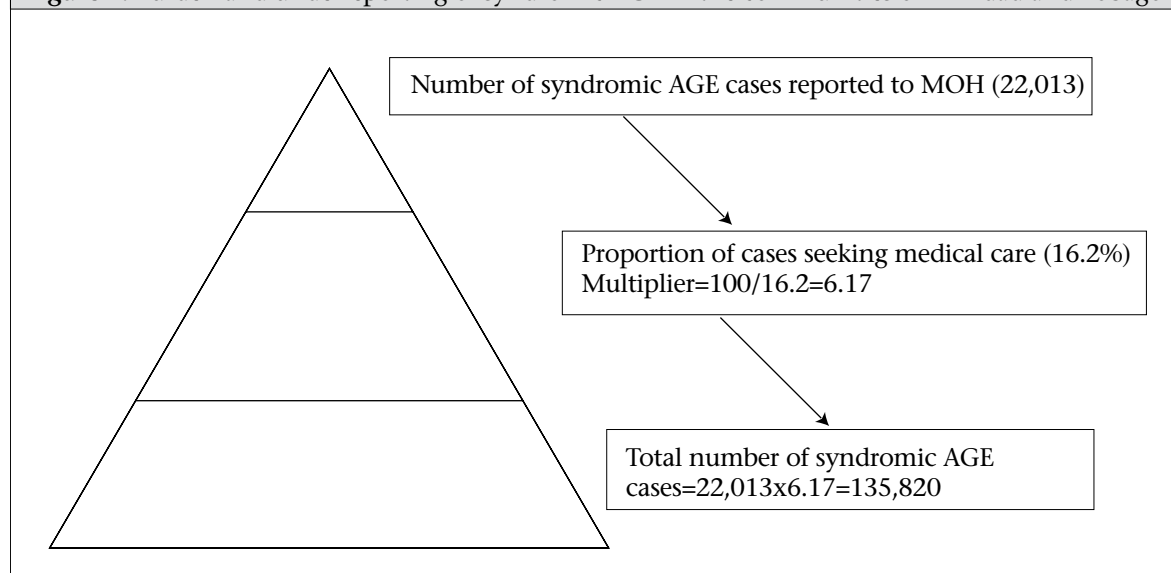 Number of syndromic AGE cases reported to MOH (22,013)
Proportion of cases seeking medical care (16.2%)
Multiplier=100/16.2=6.17
Total number of syndromic AGE
cases=22,013x6.17=135,820